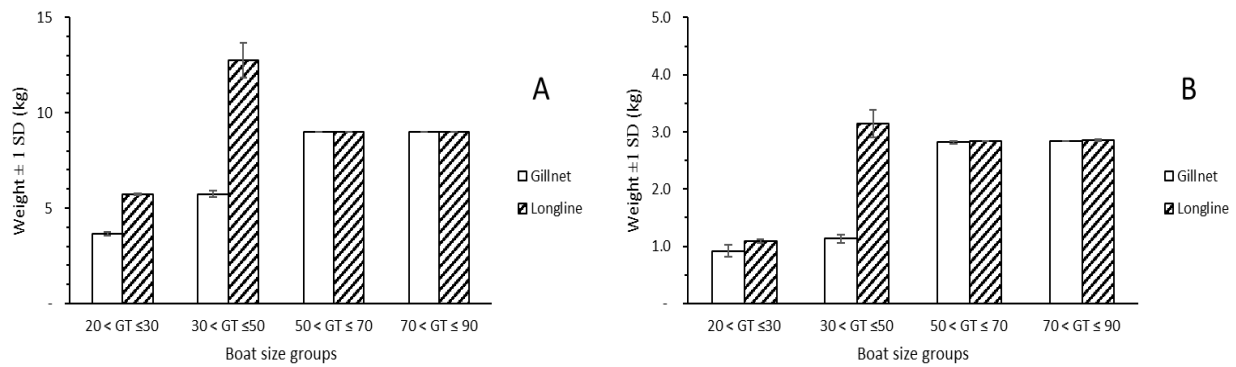 15
10
5
-
Weight ± 1 SD (kg)
A
Gillnet
Longline
20 < GT ≤30
30 < GT ≤50
50 < GT ≤ 70
70 < GT ≤ 90
Boat size groups
5.0
4.0
3.0
2.0
1.0
-
Weight ± 1 SD (kg)
B
Gillnet
Longline
20 < GT ≤30
30 < GT ≤50
50 < GT ≤ 70
70 < GT ≤ 90
Boat size groups